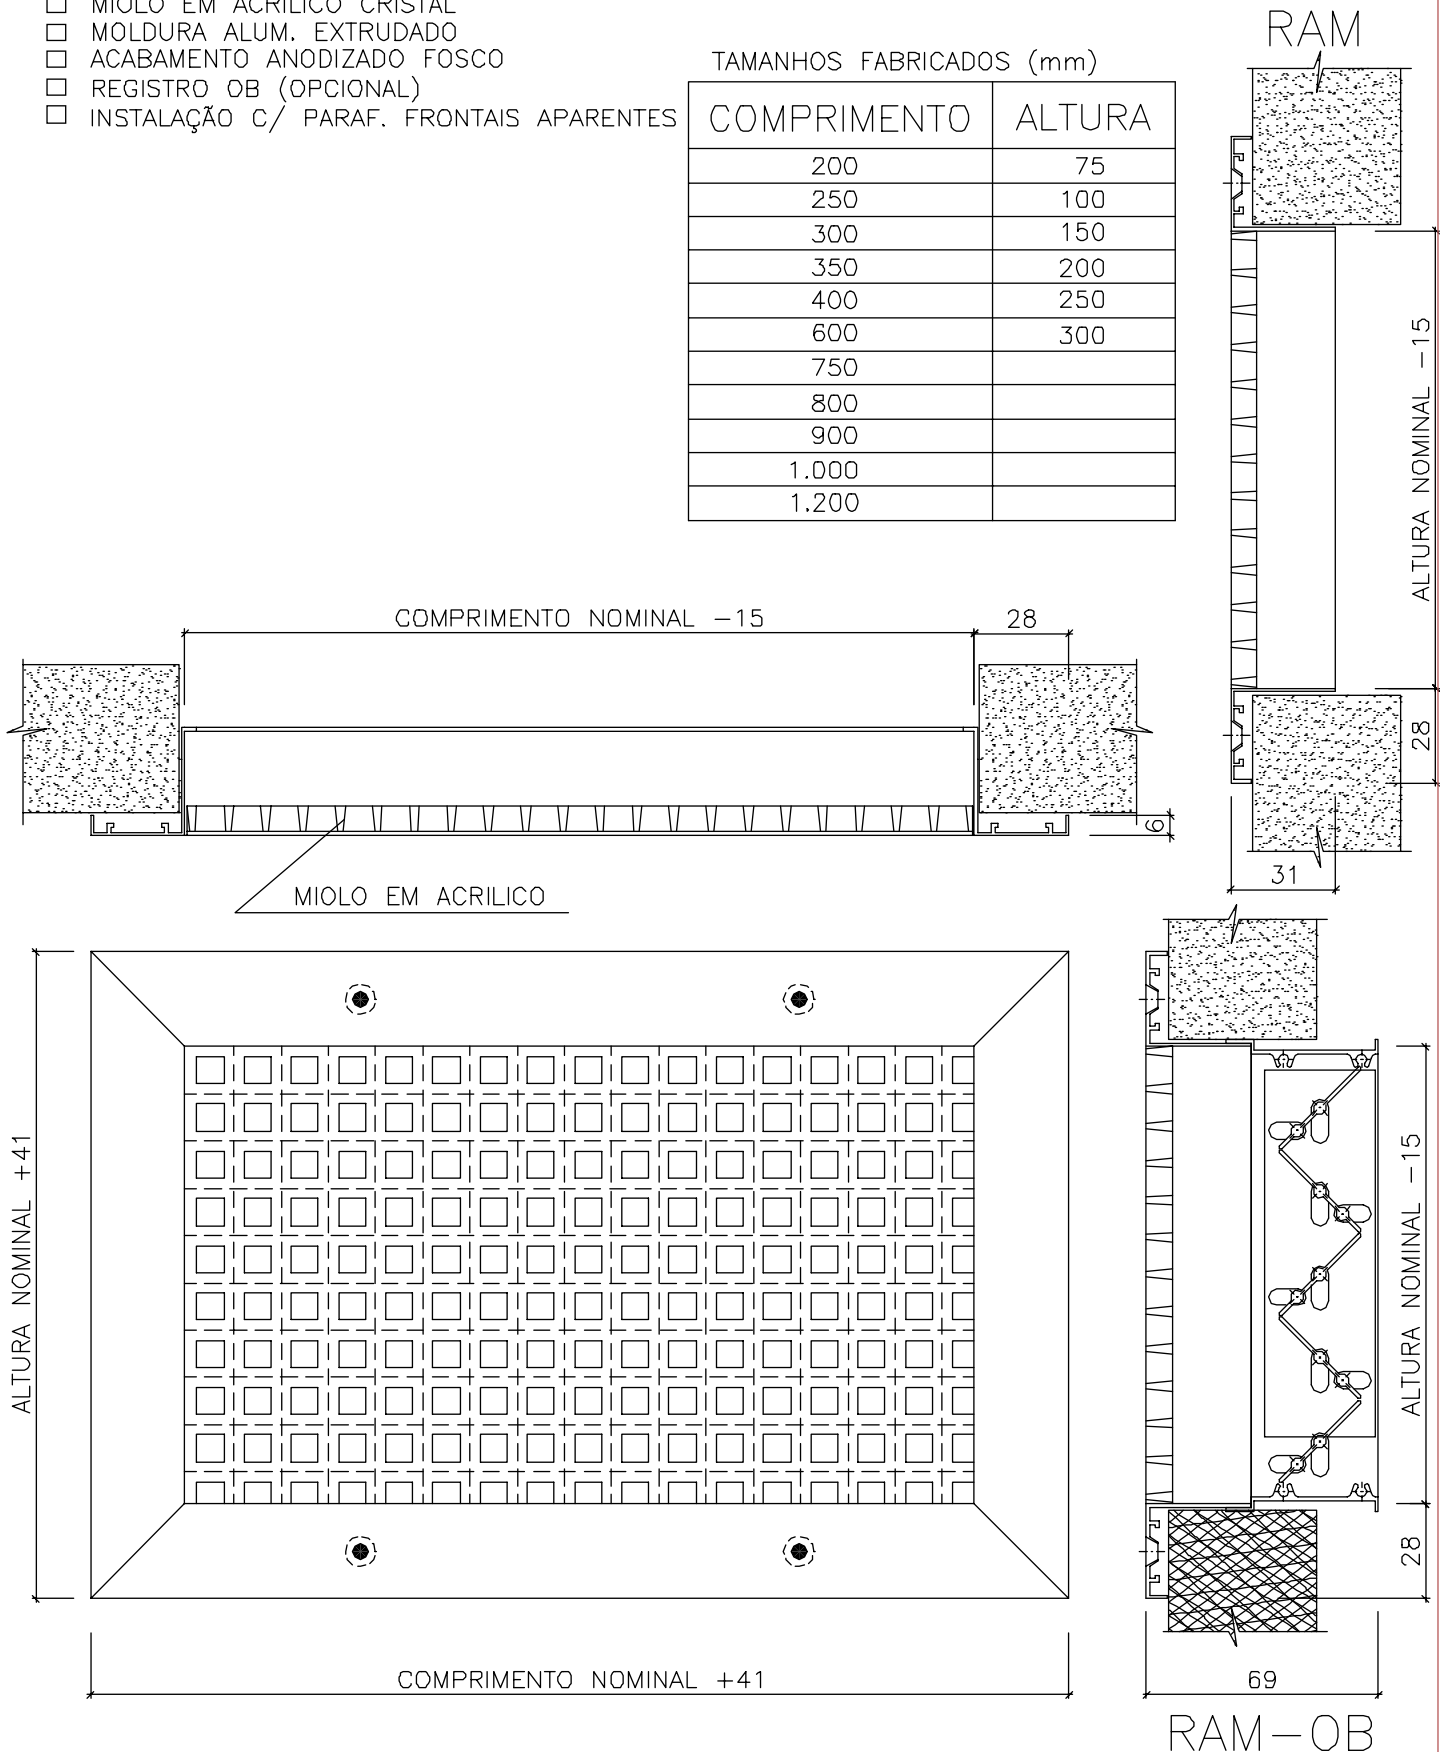 MIOLO EM ACRÍLICO CRISTAL
MOLDURA ALUM. EXTRUDADO
ACABAMENTO ANODIZADO FOSCO
REGISTRO OB (OPCIONAL)
INSTALAÇÃO C/ PARAF. FRONTAIS APARENTES
TAMANHOS FABRICADOS (mm)
COMPRIMENTO ALTURA
200 75
250 100
300 150
350 200
400 250
600 300
750
800
900
1.000
1.200
RAM
ALTURA NOMINAL -15
28
31
COMPRIMENTO NOMINAL -15
28
6
MIOLO EM ACRILICO
ALTURA NOMINAL +41
COMPRIMENTO NOMINAL +41
ALTURA NOMINAL -15
28
69
RAM-OB